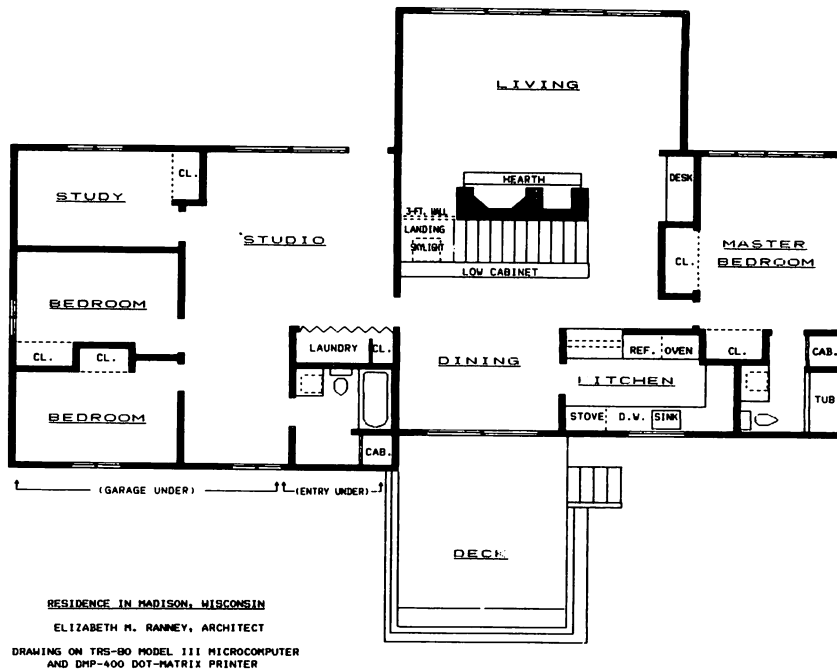 LIVING
HEARTH
DESK
CL.
STUDY
3-FT. WALL
LANDING
SKYLIGHT
STUDIO
MASTER
BEDROOM
CL.
LOW CABINET
BEDROOM
CL.
CL.
LAUNDRY
CL.
DINING
REF.
OVEN
CL.
CAB.
LITCHEN
BEDROOM
STOVE
D.W.
SINK
TUB
CAB.
(GARAGE UNDER)
(ENTRY UNDER)
DECK
RESIDENCE IN MADISON, WISCONSIN
ELIZABETH M. RANNEY, ARCHITECT
DRAWING ON TRS-80 MODEL III MICROCOMPUTER
AND DMP-400 DOT-MATRIX PRINTER